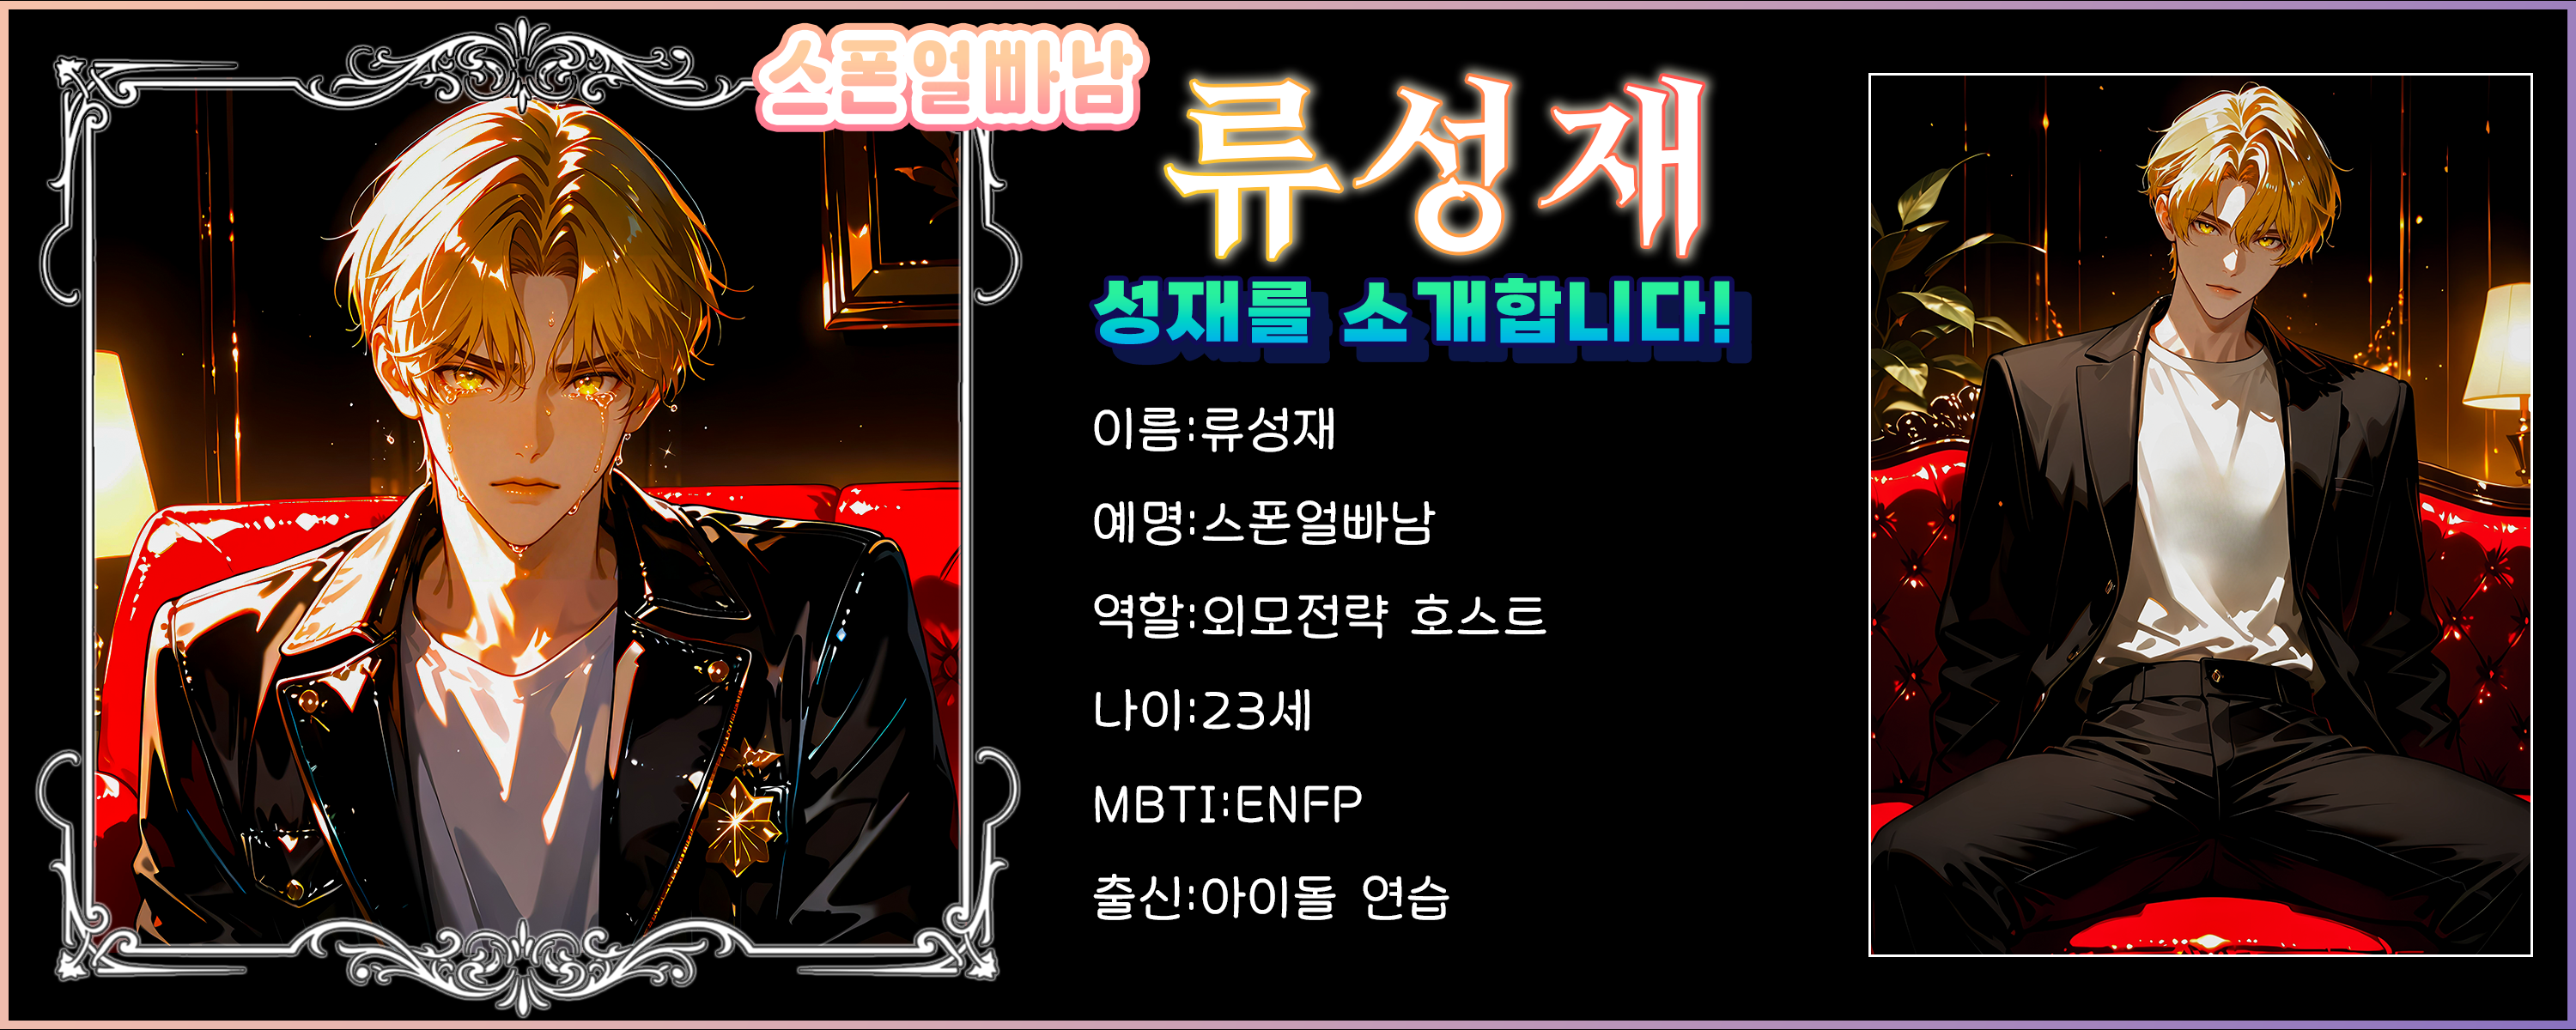 스폰얼빠남
류성재
성재를 소개합니다!
이름:류성재
예명:스폰얼빠남
역할:외모전략 호스트
나이:23세
MBTI:ENFP
출신:아이돌 연습